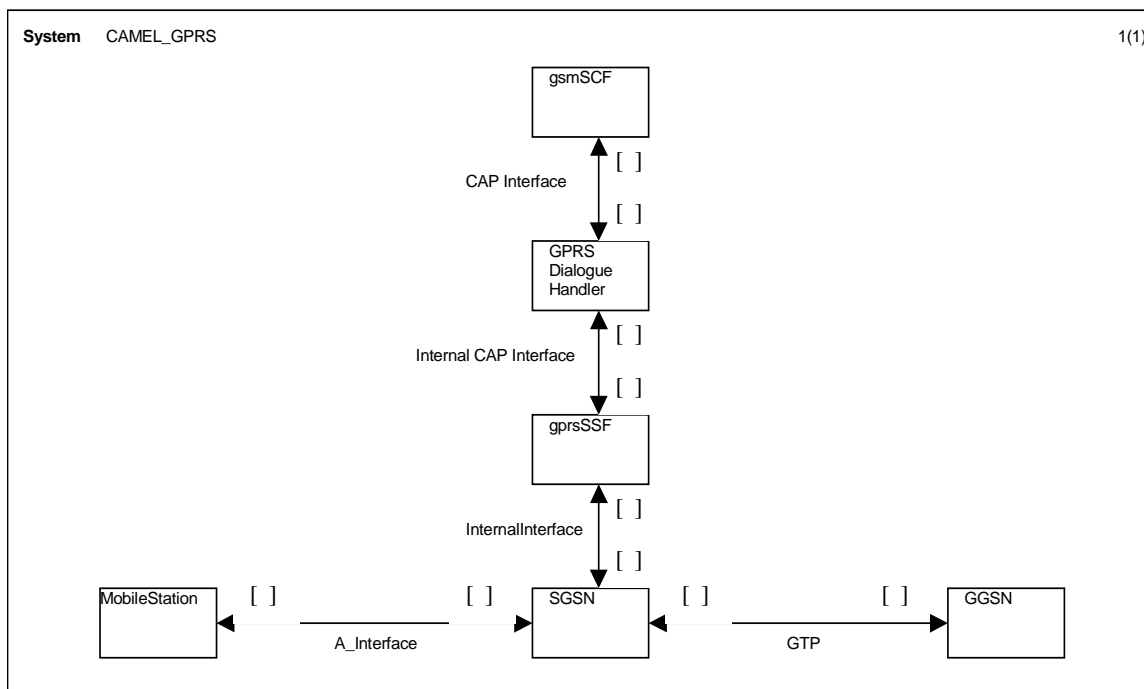 System CAMEL_GPRS 1(1)
gsmSCF
[ ]
CAP Interface
[ ]
GPRS
Dialogue
Handler
[ ]
Internal CAP Interface
[ ]
gprsSSF
[ ]
InternalInterface
[ ]
MobileStation [ ] [ ] SGSN [ ] [ ] GGSN
A_Interface GTP